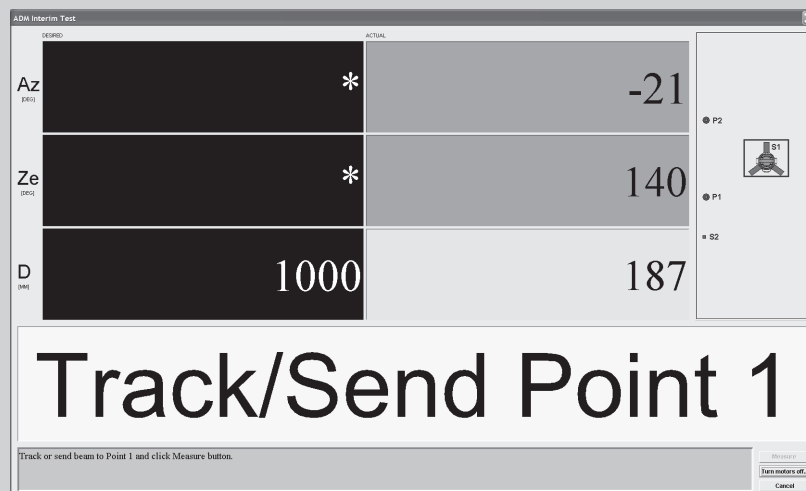 ADM Interim Test
DESIRED ACTUAL
Az
[DEG]
* -21
Ze
[DEG]
* 140
D
[MM]
1000 187
P2
S1
P1
S2
Track/Send Point 1
Track or send beam to Point 1 and click Measure button.
Measure
Turn motors off..
Cancel